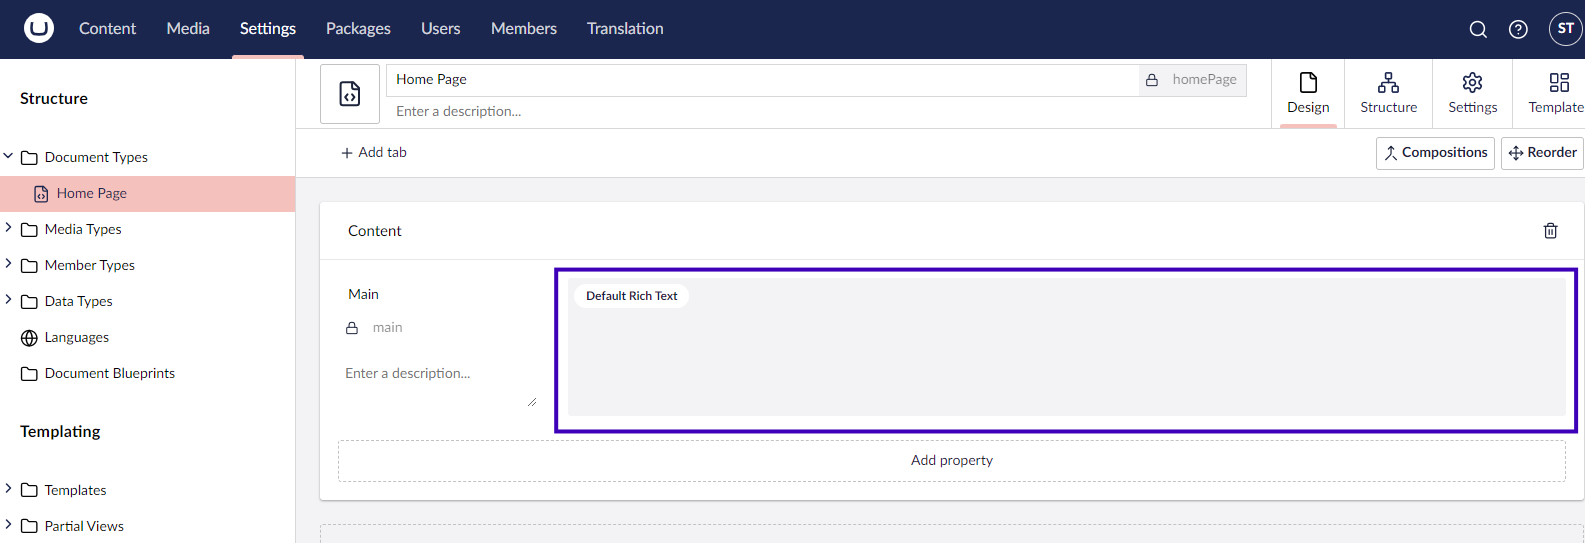 Content Media Settings Packages Users Members Translation ST
Structure
Document Types
Home Page
Media Types
Member Types
Data Types
Languages
Document Blueprints
Templating
Templates
Partial Views
Home Page homePage
Enter a description...
Design Structure Settings Template
Add tab
Compositions Reorder
Content
Main
main
Enter a description...
Default Rich Text
Add property